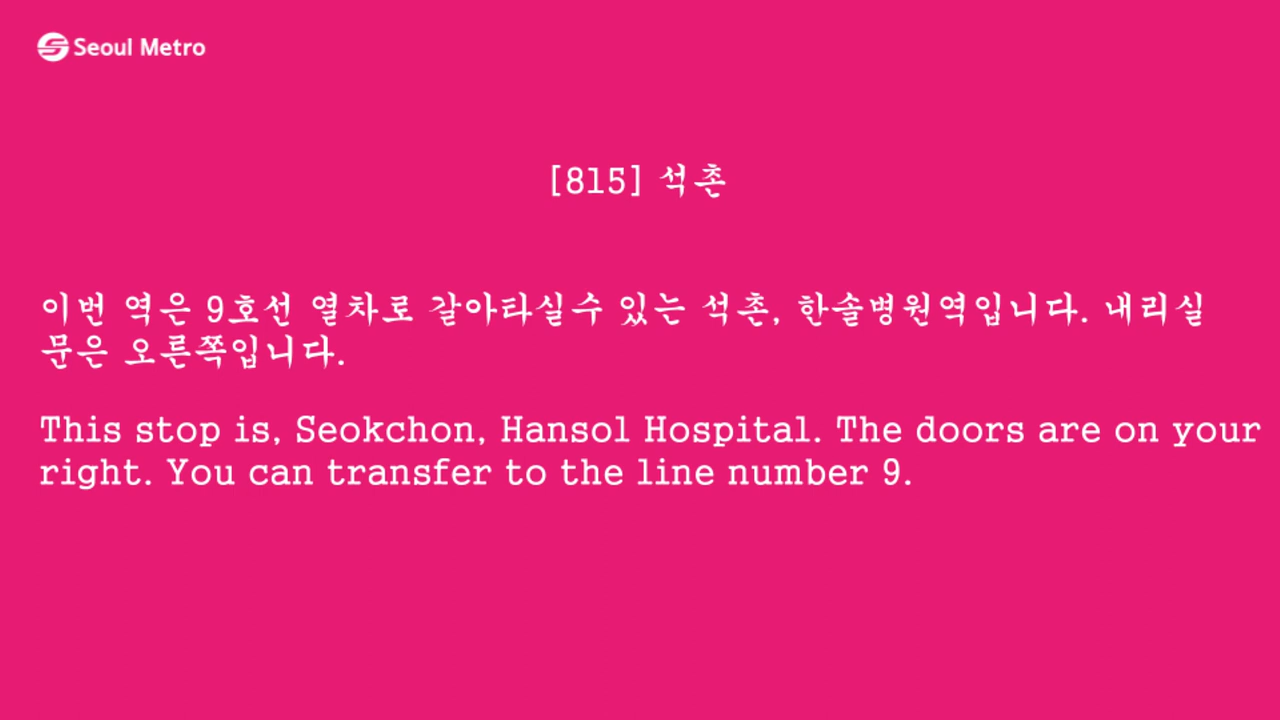 Seoul Metro
[815] 석촌
이번 역은 9호선 열차로 갈아타실수 있는 석촌, 한솔병원역입니다. 내리실
문은 오른쪽입니다.
This stop is, Seokchon, Hansol Hospital. The doors are on your
right. You can transfer to the line number 9.